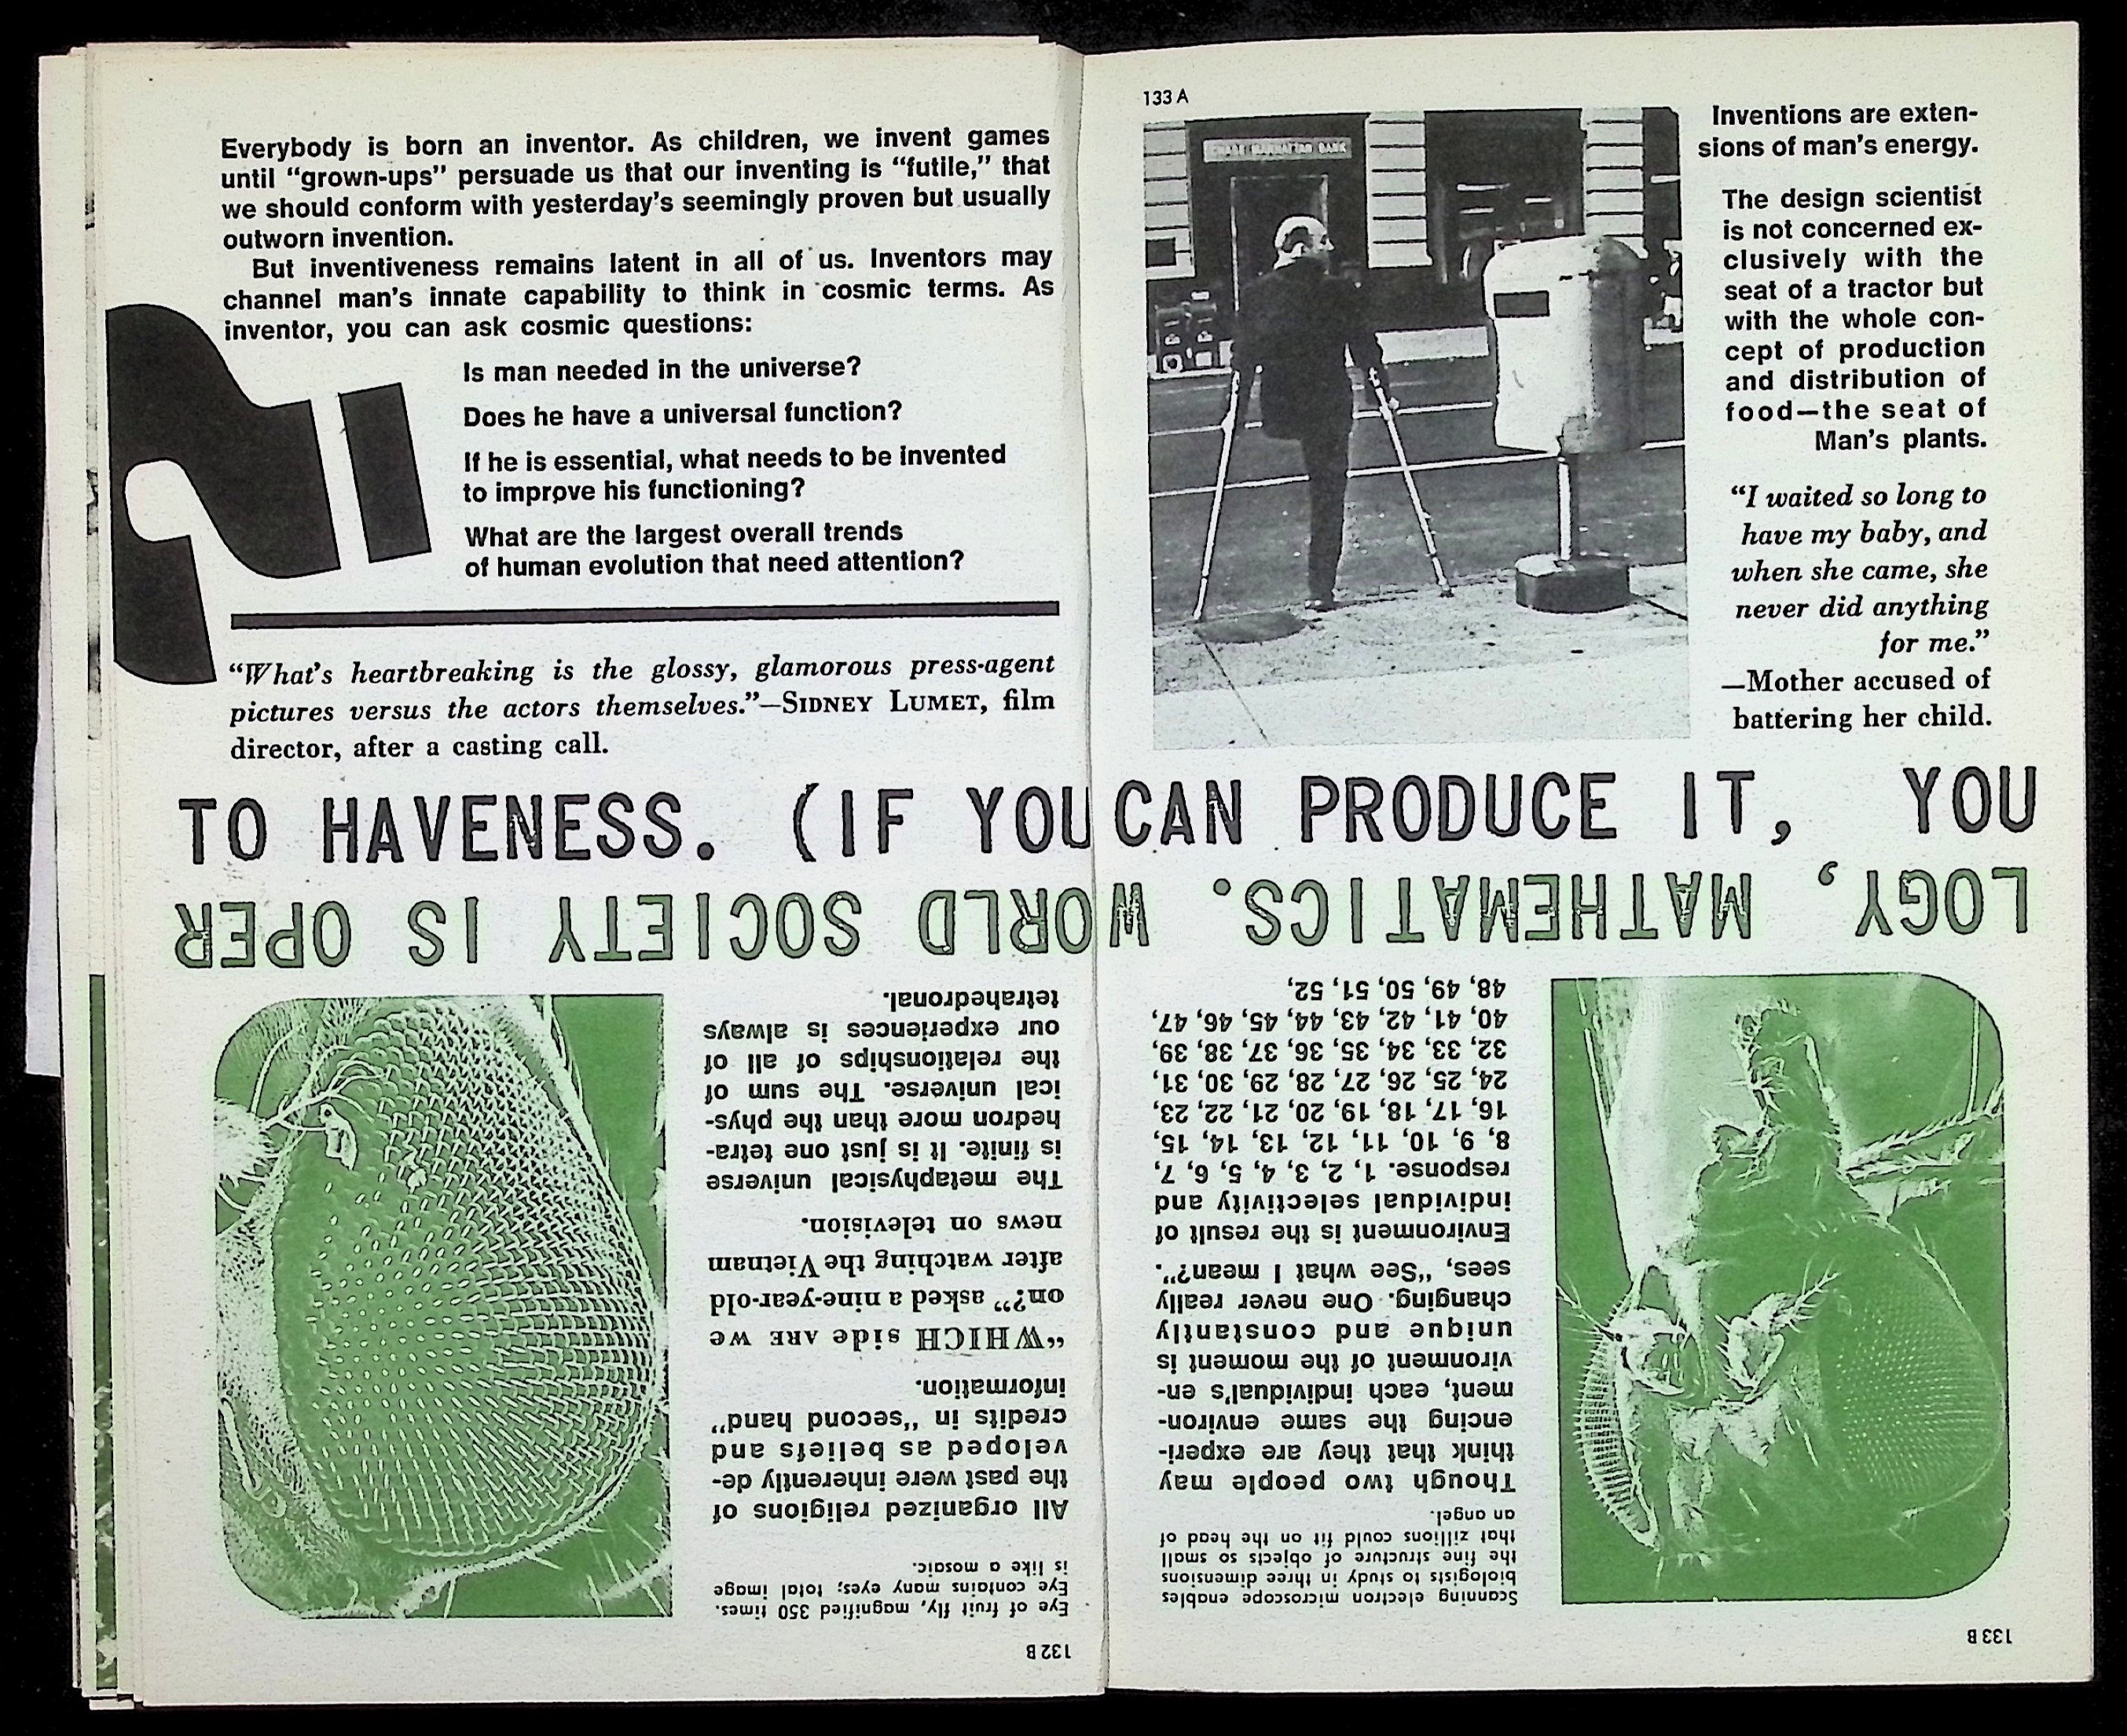 Everybody is born an inventor. As children, we invent games
until “grown-ups” persuade us that our inventing is “futile,” that
we should conform with yesterday’s seemingly proven but usually
outworn invention.
But inventiveness remains latent in all of us. Inventors may
channel man’s innate capability to think in cosmic terms. As
inventor, you can ask cosmic questions:
?!
Is man needed in the universe?
Does he have a universal function?
If he is essential, what needs to be invented
to improve his functioning?
What are the largest overall trends
of human evolution that need attention?
“What’s heartbreaking is the glossy, glamorous press-agent
pictures versus the actors themselves.”—SIDNEY LUMET, film
director, after a casting call.
133 A
CHASE MANHATTAN BANK
Inventions are exten-
sions of man’s energy.
The design scientist
is not concerned ex-
clusively with the
seat of a tractor but
with the whole con-
cept of production
and distribution of
food—the seat of
Man’s plants.
“I waited so long to
have my baby, and
when she came, she
never did anything
for me.”
—Mother accused of
battering her child.
TO HAVENESS. (IF YOU CAN PRODUCE IT, YOU
133 B
Scanning electron microscope enables
biologists to study in three dimensions
the fine structure of objects so small
that zillions could fit on the head of
an angel.
Though two people may
think that they are experi-
encing the same environ-
ment, each individual’s en-
vironment of the moment is
unique and constantly
changing. One never really
sees, “See what I mean?”.
Environment is the result of
individual selectivity and
response. 1, 2, 3, 4, 5, 6, 7,
8, 9, 10, 11, 12, 13, 14, 15,
16, 17, 18, 19, 20, 21, 22, 23,
24, 25, 26, 27, 28, 29, 30, 31,
32, 33, 34, 35, 36, 37, 38, 39,
40, 41, 42, 43, 44, 45, 46, 47,
48, 49, 50, 51, 52,
132 B
Eye of fruit fly, magnified 350 times.
Eye contains many eyes; total image
is like a mosaic.
All organized religions of
the past were inherently de-
veloped as beliefs and
credits in “second hand”
information.
“WHICH side ARE we
on?” asked a nine-year-old
after watching the Vietnam
news on television.
The metaphysical universe
is finite. It is just one tetra-
hedron more than the phys-
ical universe. The sum of
the relationships of all of
our experiences is always
tetrahedronal.
LOGY, MATHEMATICS. WORLD SOCIETY IS OPER